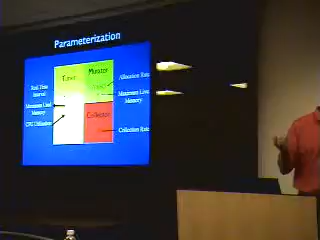 Parameterization
Tuner
Mutator
Real Time
Interval
Allocation Rate
Maximum Live
Memory
Maximum Used
Memory
CPU Utilization
Collector
Collection Rate